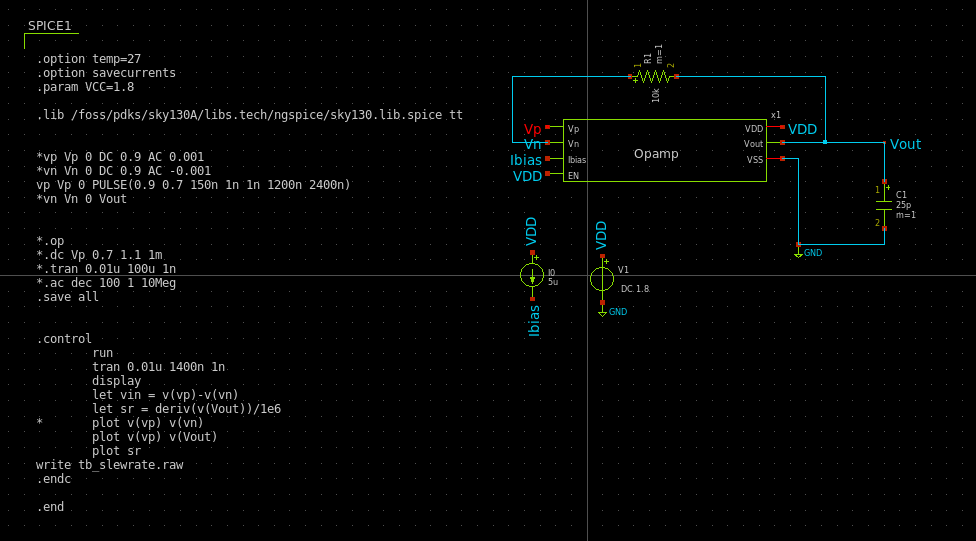 SPICE1
.option temp=27
.option savecurrents
.param VCC=1.8
.lib /foss/pdks/sky130A/libs.tech/ngspice/sky130.lib.spice tt
*vp Vp 0 DC 0.9 AC 0.001
*vn Vn 0 DC 0.9 AC -0.001
vp Vp 0 PULSE(0.9 0.7 150n 1n 1n 1200n 2400n)
*vn Vn 0 Vout
*.op
*.dc Vp 0.7 1.1 1m
*.tran 0.01u 100u 1n
*.ac dec 100 1 10Meg
.save all
.control
run
tran 0.01u 1400n 1n
display
let vin = v(vp)-v(vn)
let sr = deriv(v(Vout))/1e6
* plot v(vp) v(vn)
plot v(vp) v(Vout)
plot sr
write tb_slewrate.raw
.endc
.end
R1
m=1
1
2
+
10k
x1
Vp
Vn
Ibias
VDD
Vp
Vn
Ibias
EN
Opamp
VDD
Vout
VSS
VDD
Vout
1
+
C1
25p
m=1
2
GND
VDD
+
I0
5u
Ibias
VDD
+
V1
DC 1.8
GND